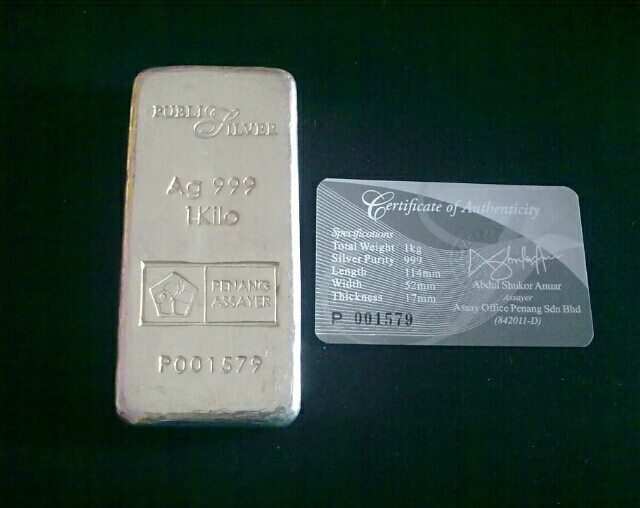 PUBLIC SILVER
Ag 999
1Kilo
PENANG
ASSAYER
P001579
Certificate of Authenticity
Specifications
Total Weight 1kg
Silver Purity 999
Length 114mm
Width 52mm
Thickness 17mm
P 001579
Abdul Shukor Anuar
Assayer
Assay Office Penang Sdn Bhd
(842011-D)